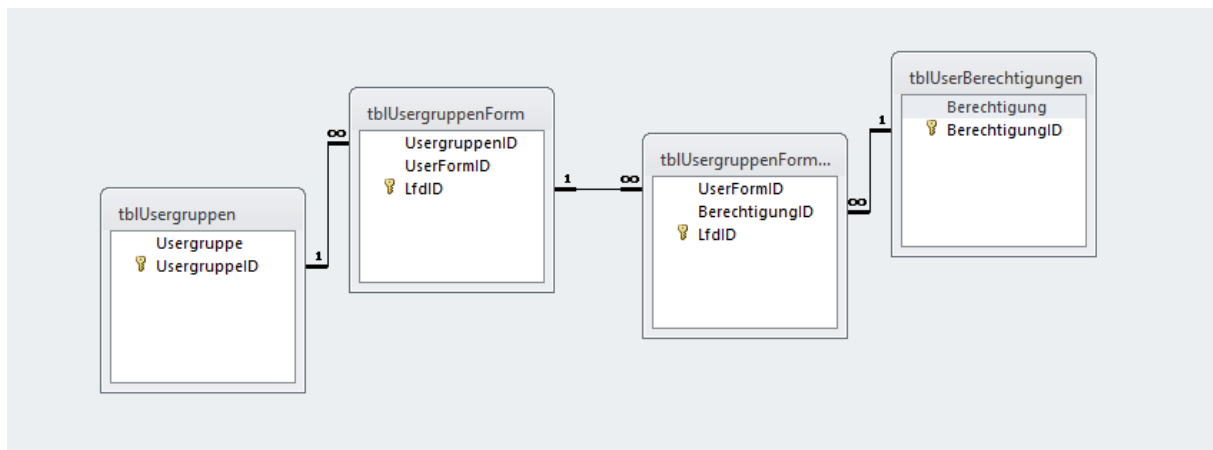 tblUsergruppen
Usergruppe
UsergruppeID
1
∞
tblUsergruppenForm
UsergruppenID
UserFormID
LfdID
1
∞
tblUsergruppenForm...
UserFormID
BerechtigungID
LfdID
∞
1
tblUserBerechtigungen
Berechtigung
BerechtigungID